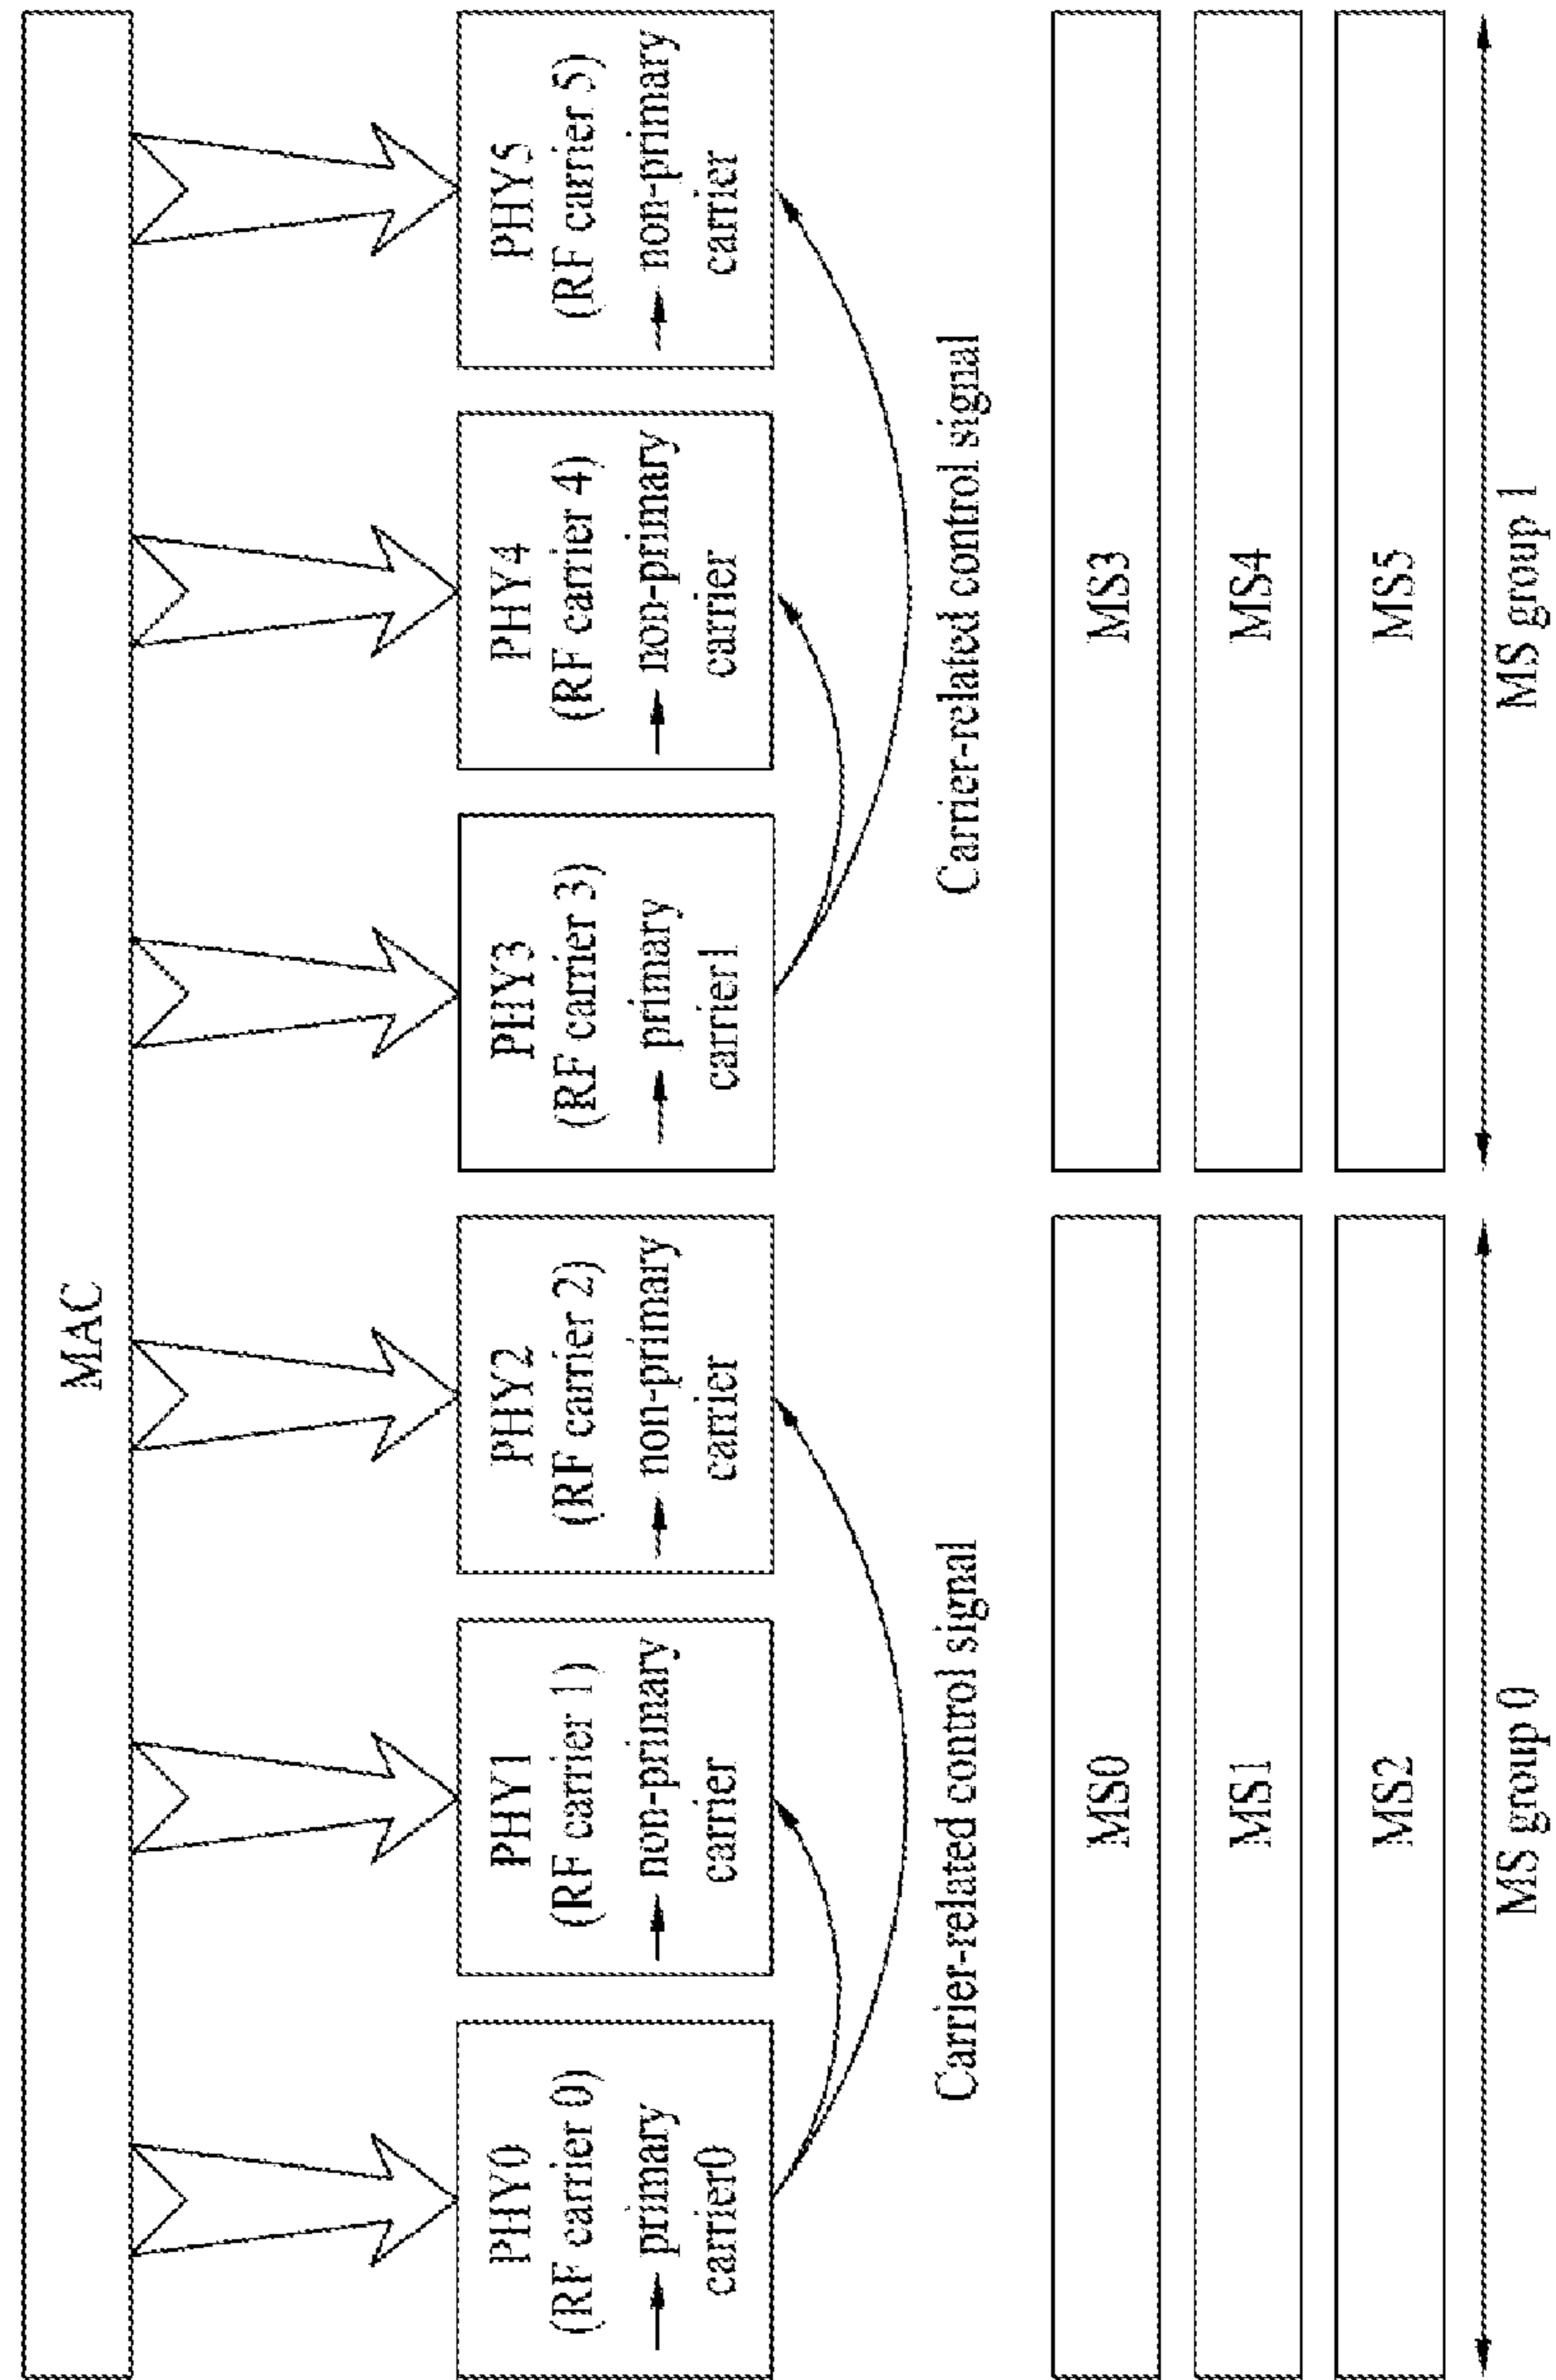 MAC
PHY0
(RF carrier 0)
primary
carrier0
PHY1
(RF carrier 1)
non-primary
carrier
PHY2
(RF carrier 2)
non-primary
carrier
PHY3
(RF carrier 3)
primary
carrier1
PHY4
(RF carrier 4)
non-primary
carrier
PHY5
(RF carrier 5)
non-primary
carrier
Carrier-related control signal
Carrier-related control signal
MS0
MS1
MS2
MS3
MS4
MS5
MS group 0
MS group 1